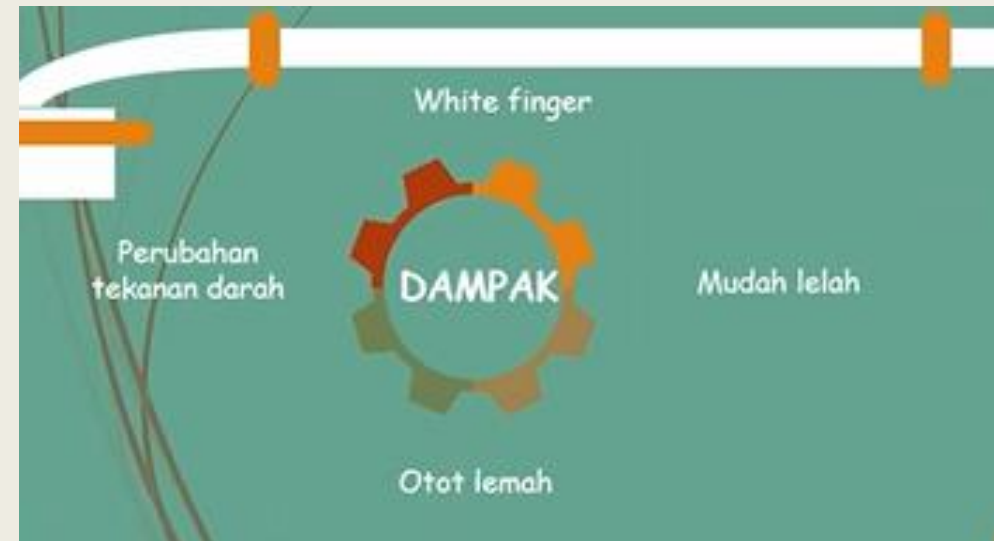 White finger
Perubahan
tekanan darah
DAMPAK
Mudah lelah
Otot lemah